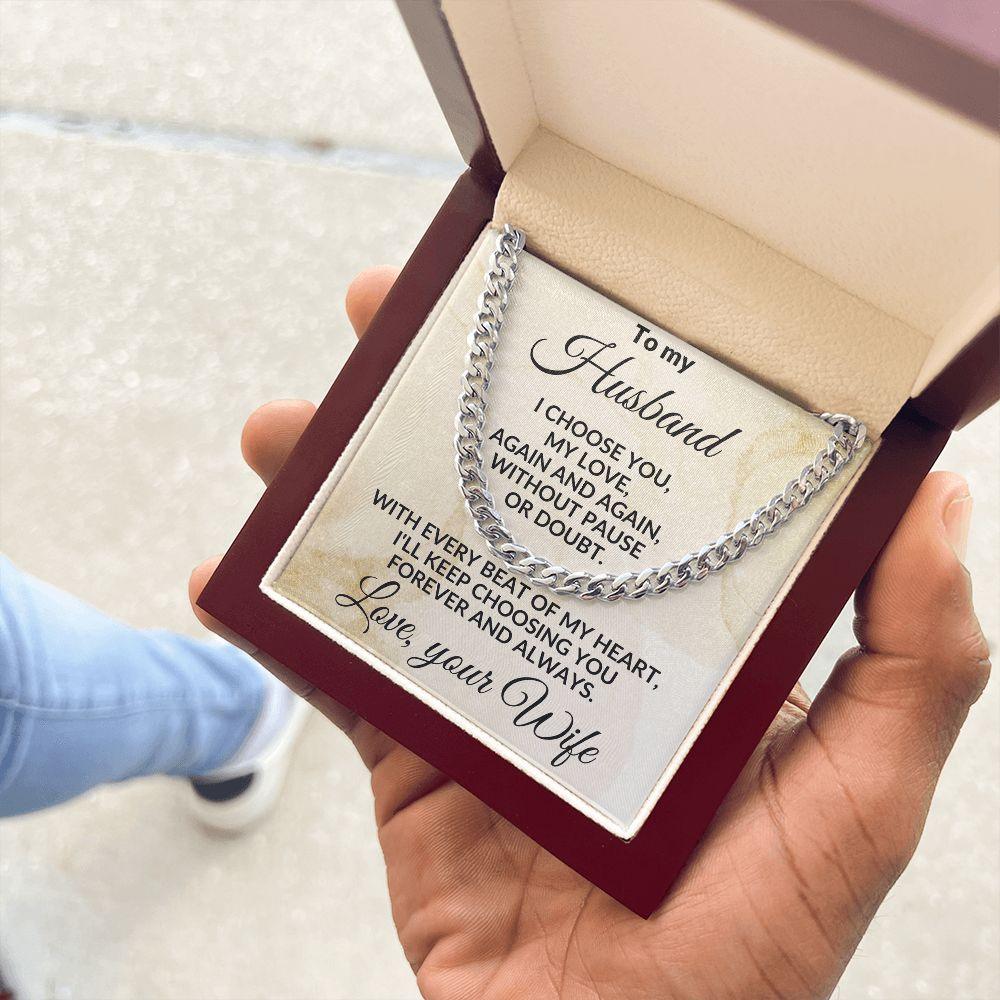 To my
Husband
I CHOOSE YOU,
MY LOVE,
AGAIN AND AGAIN.
WITHOUT PAUSE
OR DOUBT.
WITH EVERY BEAT OF MY HEART,
I'LL KEEP CHOOSING YOU
FOREVER AND ALWAYS.
Love, your Wife